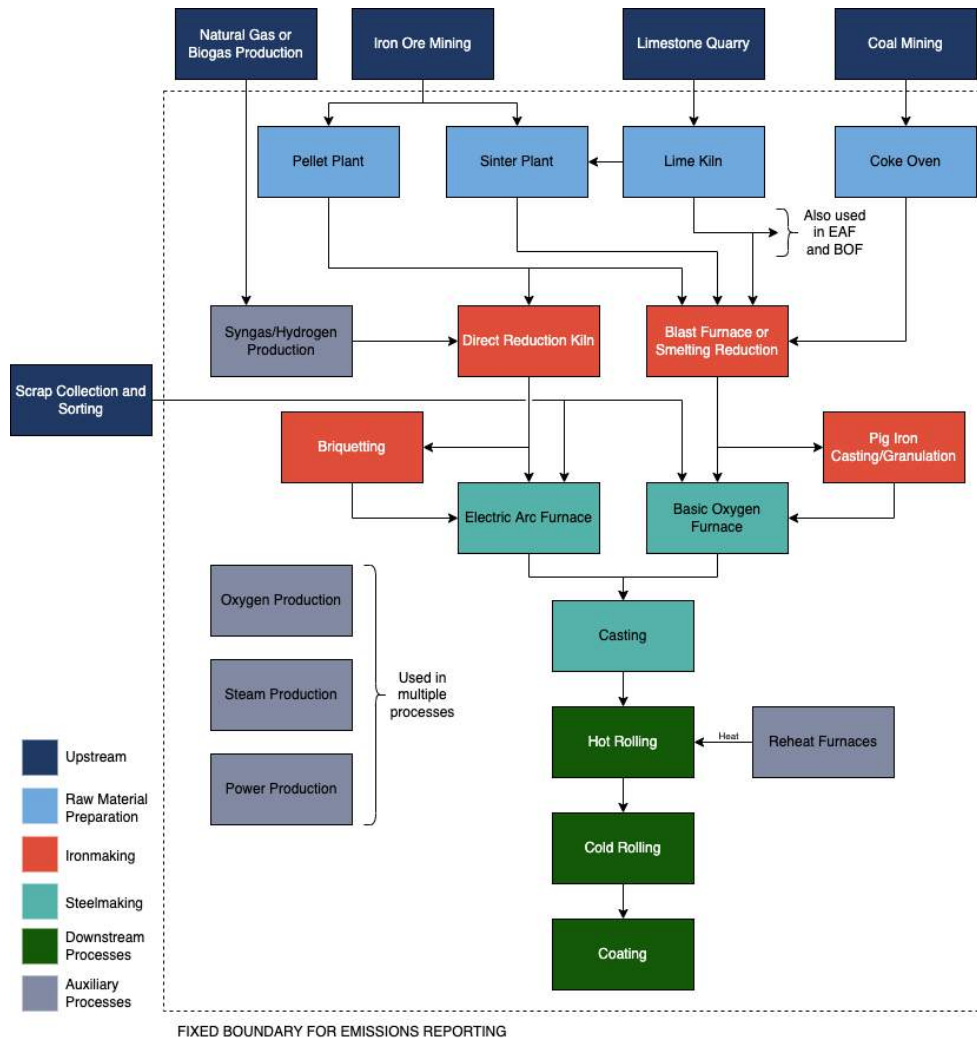 Natural Gas or
Biogas Production
Iron Ore Mining
Limestone Quarry
Coal Mining
Pellet Plant
Sinter Plant
Lime Kiln
Coke Oven
Also used
in EAF
and BOF
Syngas/Hydrogen
Production
Direct Reduction Kiln
Blast Furnace or
Smelting Reduction
Scrap Collection and
Sorting
Briquetting
Pig Iron
Casting/Granulation
Electric Arc Furnace
Basic Oxygen
Furnace
Oxygen Production
Casting
Steam Production
Used in
multiple
processes
Hot Rolling
Heat
Reheat Furnaces
Power Production
Cold Rolling
Coating
Upstream
Raw Material
Preparation
Ironmaking
Steelmaking
Downstream
Processes
Auxiliary
Processes
FIXED BOUNDARY FOR EMISSIONS REPORTING